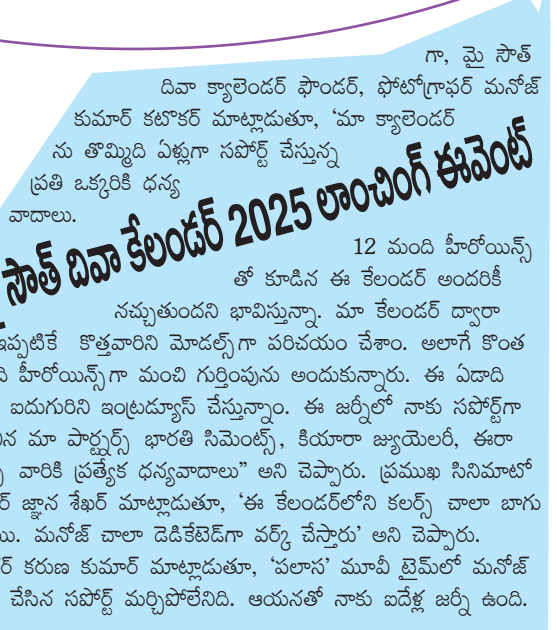 గా, మై సౌత్
దివా క్యాలెండర్ ఫౌండర్, ఫోటోగ్రాఫర్ మనోజ్
కుమార్ కటొకర్ మాట్లాడుతూ, ‘మా క్యాలెండర్
ను తొమ్మిది ఏళ్లుగా సపోర్ట్ చేస్తున్న
ప్రతి ఒక్కరికి ధన్య
వాదాలు.
సౌత్ దివా కేలండర్ 2025 లాంచింగ్ ఈవెంట్
12 మంది హీరోయిన్స్
తో కూడిన ఈ కేలండర్ అందరికీ
నచ్చుతుందని భావిస్తున్నా. మా కేలండర్ ద్వారా
ఇప్పటికే కొత్తవారిని మోడల్స్‌గా పరిచయం చేశాం. అలాగే కొంత
హీరోయిన్స్‌గా మంచి గుర్తింపును అందుకున్నారు. ఈ ఏడాది
ఐదుగురిని ఇంట్రడ్యూస్ చేస్తున్నాం. ఈ జర్నీలో నాకు సపోర్ట్‌గా
మా పార్ట్నర్స్ భారతి సిమెంట్స్, కియారా జ్యుయెలరీ, ఈరా
వారికి ప్రత్యేక ధన్యవాదాలు” అని చెప్పారు. ప్రముఖ సినిమాటో
జ్ఞాన శేఖర్ మాట్లాడుతూ, ‘ఈ కేలండర్‌లోని కలర్స్ చాలా బాగు
మనోజ్ చాలా డెడికేటెడ్‌గా వర్క్ చేస్తారు’ అని చెప్పారు.
కరుణ కుమార్ మాట్లాడుతూ, ‘పలాస’ మూవీ టైమ్‌లో మనోజ్
చేసిన సపోర్ట్ మర్చిపోలేనిది. ఆయనతో నాకు ఐదేళ్ల జర్నీ ఉంది.